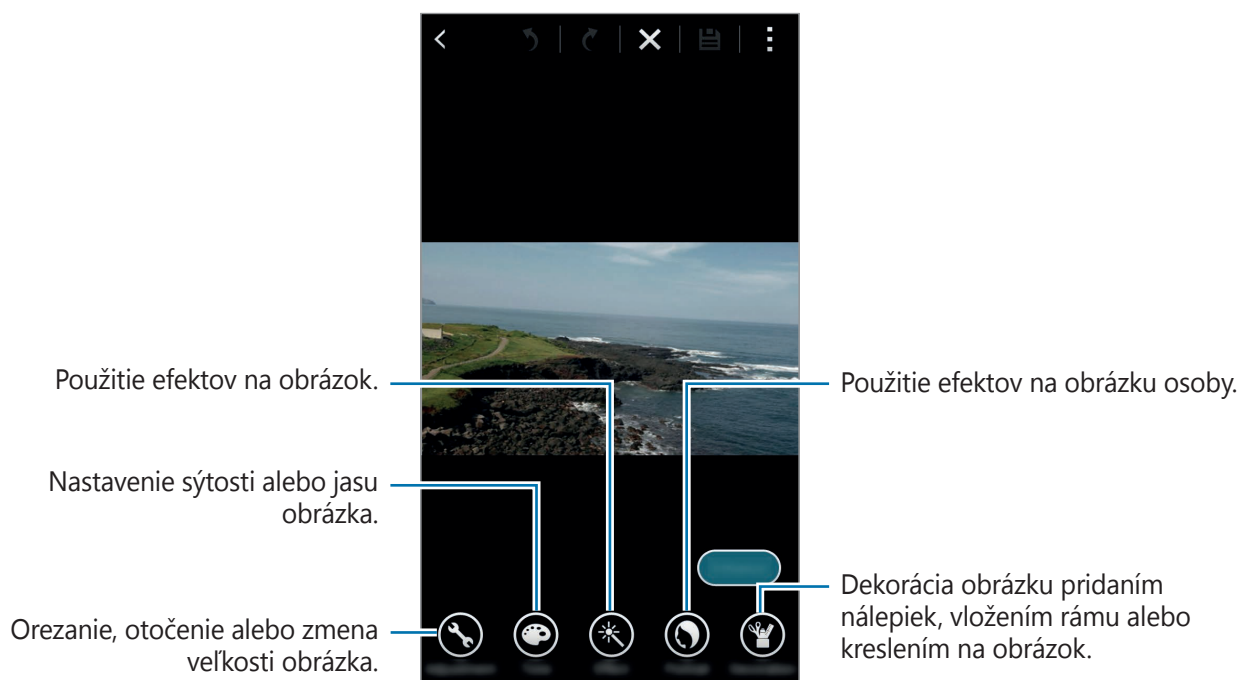 Použitie efektov na obrázok.
Nastavenie sýtosti alebo jasu
obrázka.
Orezanie, otočenie alebo zmena
veľkosti obrázka.
Použitie efektov na obrázku osoby.
Dekorácia obrázku pridaním
nálepiek, vložením rámu alebo
kreslením na obrázok.